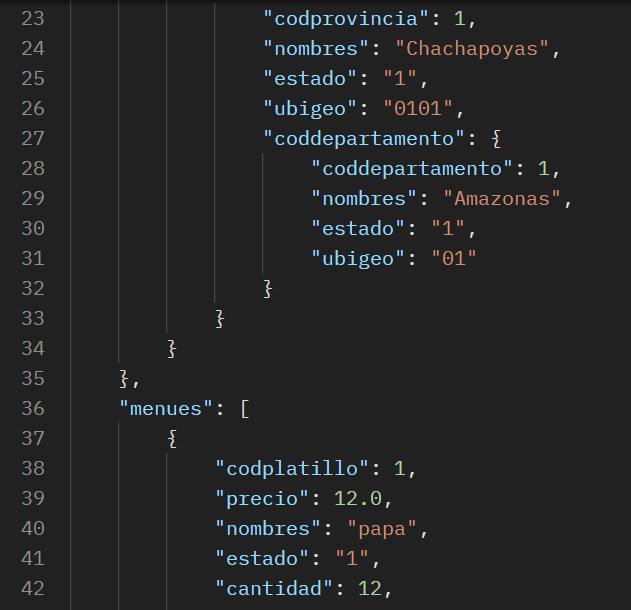 23 "codprovincia": 1,
24 "nombres": "Chachapoyas",
25 "estado": "1",
26 "ubigeo": "0101",
27 "coddepartamento": {
28 "coddepartamento": 1,
29 "nombres": "Amazonas",
30 "estado": "1",
31 "ubigeo": "01"
32 }
33 }
34 }
35 },
36 "menues": [
37 {
38 "codplatillo": 1,
39 "precio": 12.0,
40 "nombres": "papa",
41 "estado": "1",
42 "cantidad": 12,